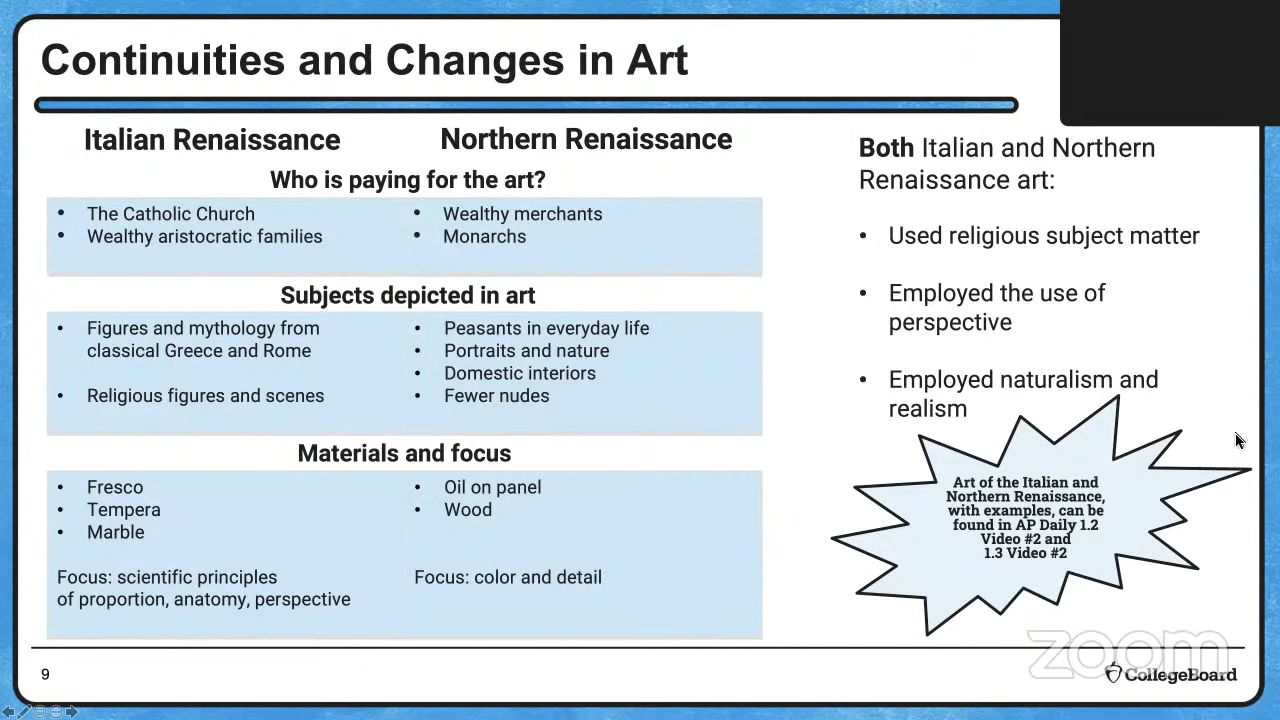 Continuities and Changes in Art
Italian Renaissance
Northern Renaissance
Who is paying for the art?
• The Catholic Church
• Wealthy aristocratic families
• Wealthy merchants
• Monarchs
Subjects depicted in art
• Figures and mythology from
classical Greece and Rome
• Religious figures and scenes
• Peasants in everyday life
• Portraits and nature
• Domestic interiors
• Fewer nudes
Materials and focus
• Fresco
• Tempera
• Marble
Focus: scientific principles
of proportion, anatomy, perspective
• Oil on panel
• Wood
Focus: color and detail
Both Italian and Northern
Renaissance art:
• Used religious subject matter
• Employed the use of
perspective
• Employed naturalism and
realism
Art of the Italian and
Northern Renaissance,
with examples, can be
found in AP Daily 1.2
Video #2 and
1.3 Video #2
9
zoom
CollegeBoard